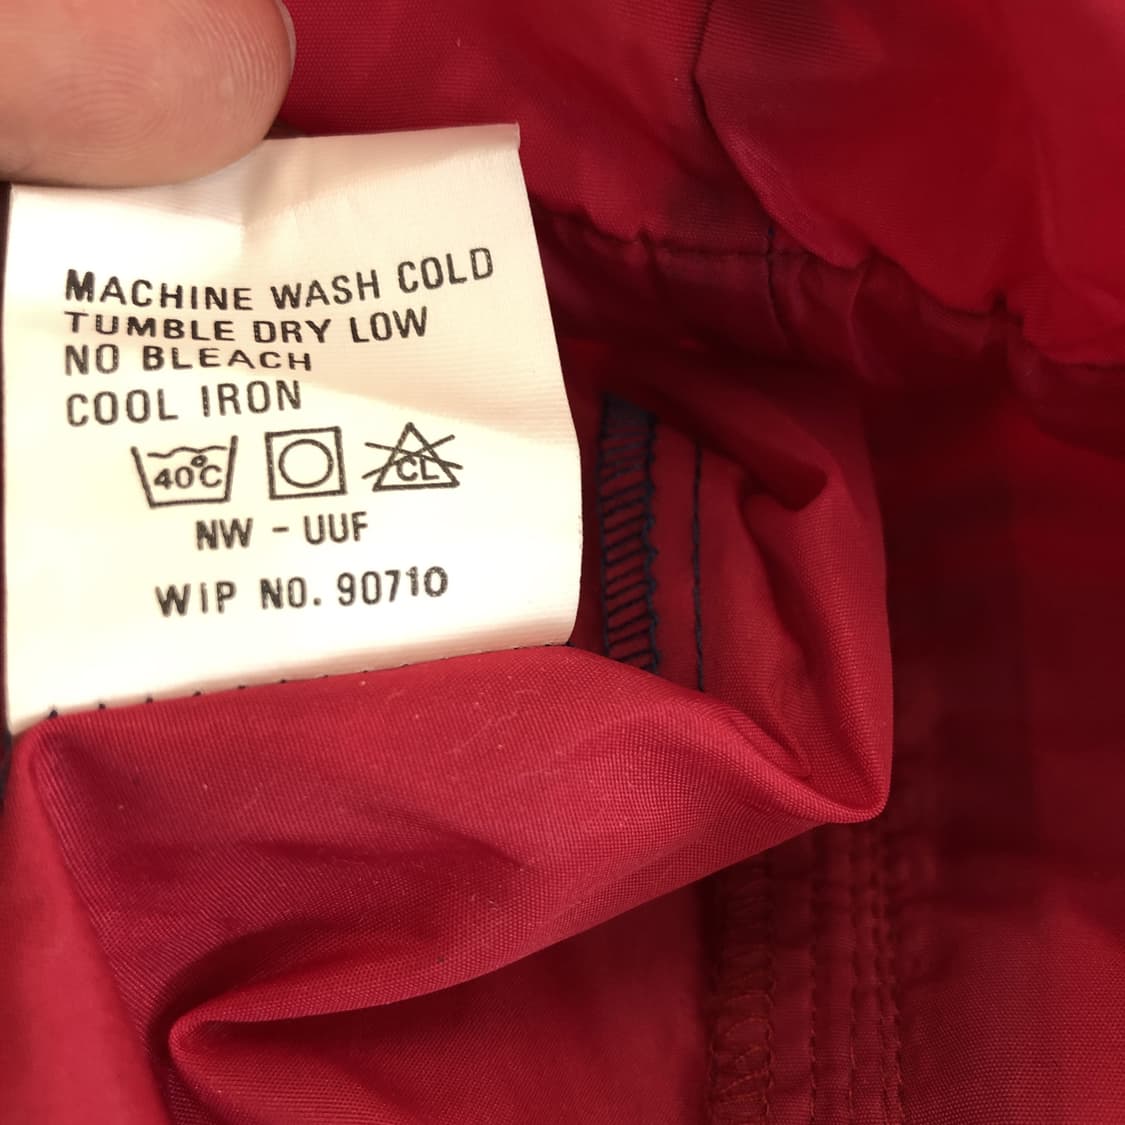 MACHINE WASH COLD
TUMBLE DRY LOW
NO BLEACH
COOL IRON
40°C CL
NW - UUF
WIP NO. 90710